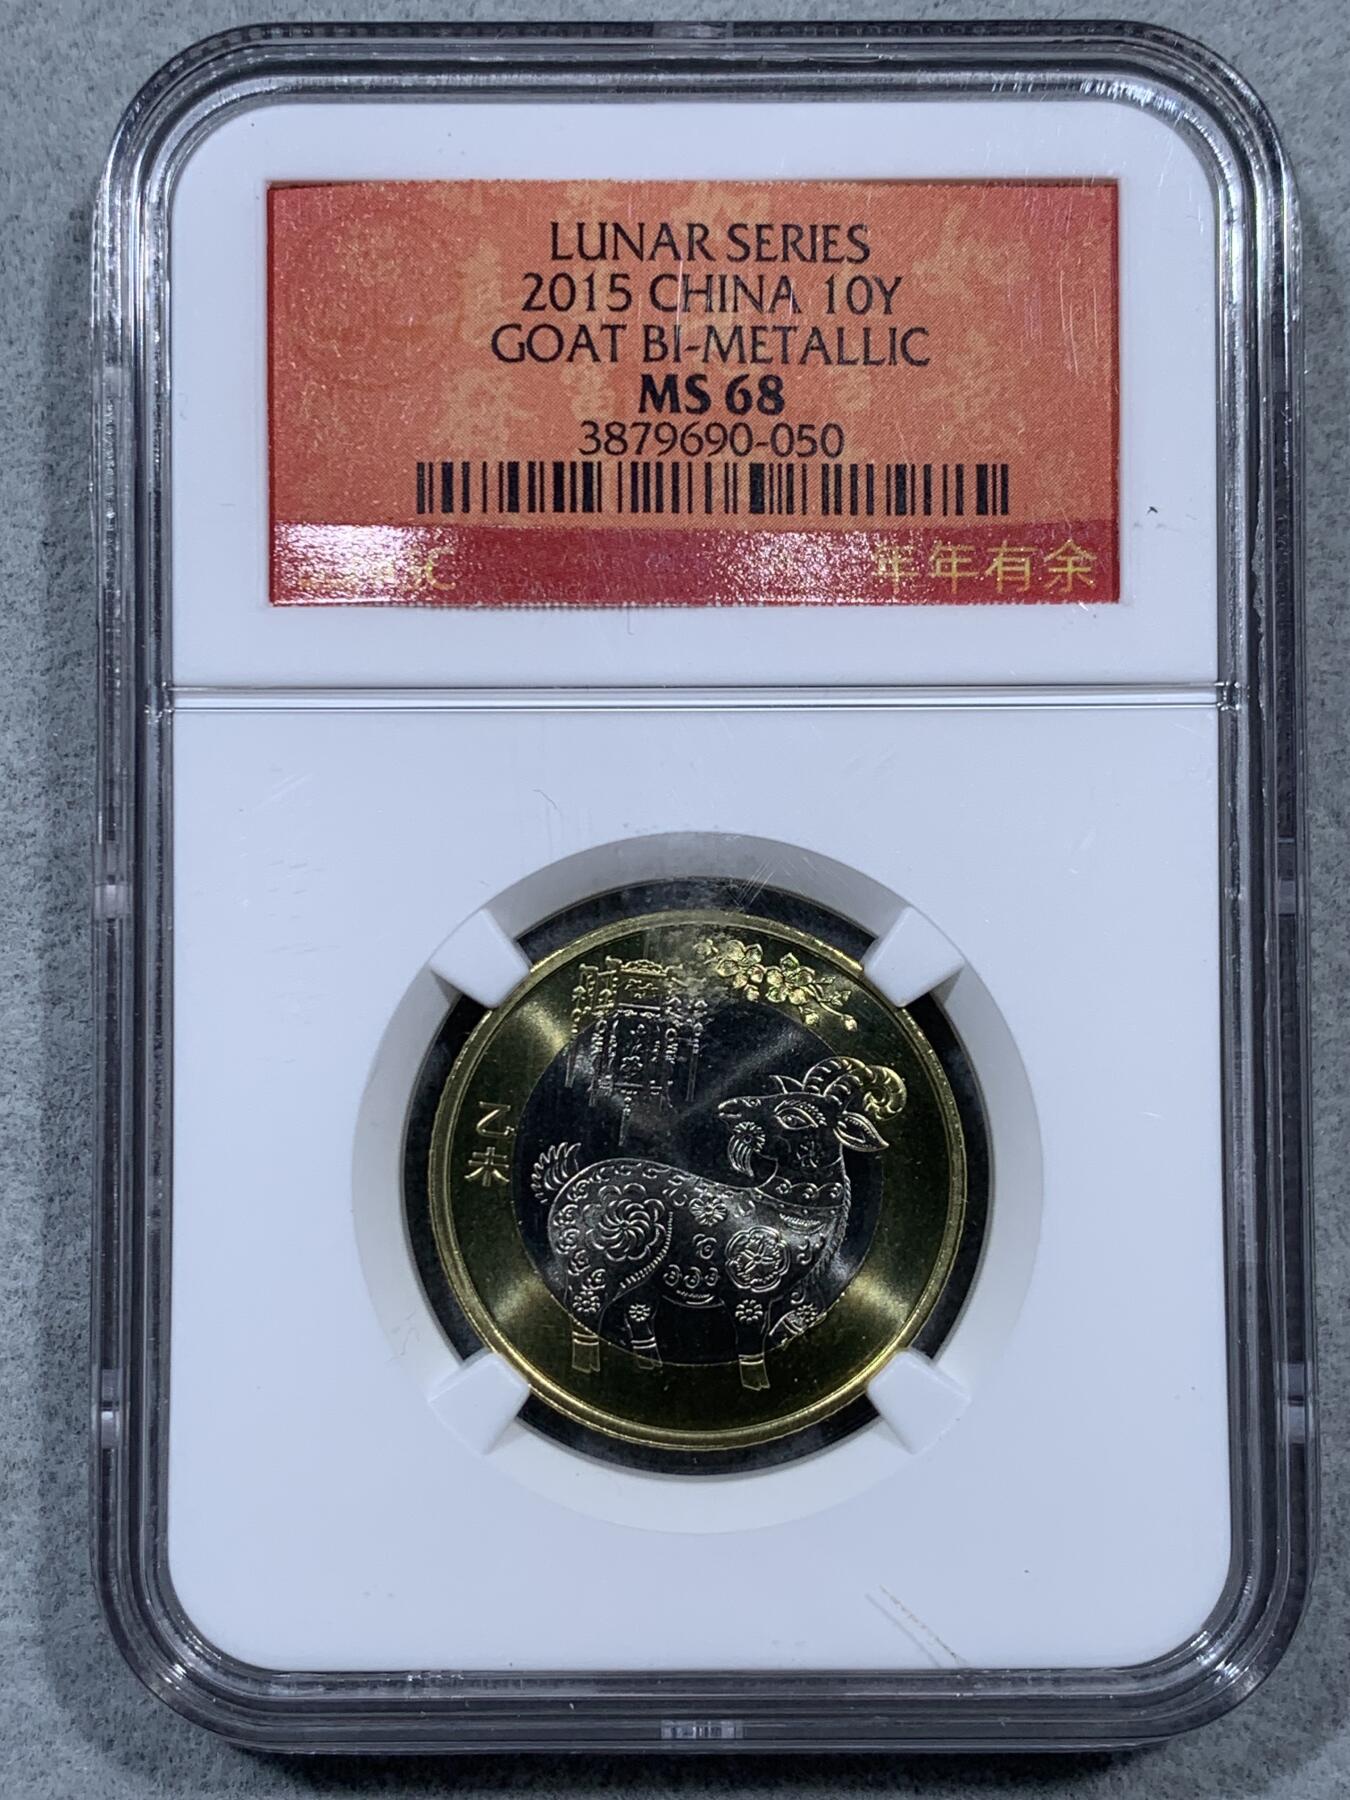 LUNAR SERIES
2015 CHINA 10Y
GOAT BI-METALLIC
MS 68
3879690-050
年年有余
乙未